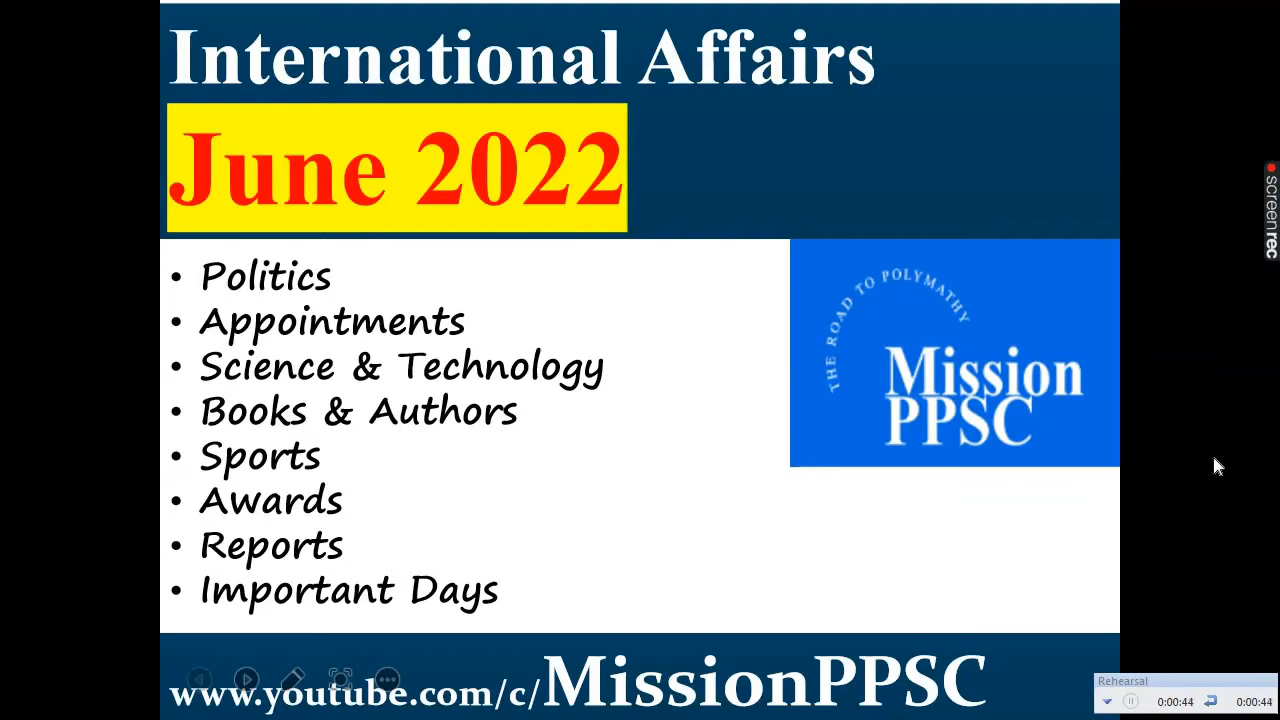 International Affairs
June 2022
• Politics
• Appointments
• Science & Technology
• Books & Authors
• Sports
• Awards
• Reports
• Important Days
THE ROAD TO POLYMATHY
Mission
PPSC
www.youtube.com/c/MissionPPSC
screenrec
Rehearsal
0:00:44 0:00:44